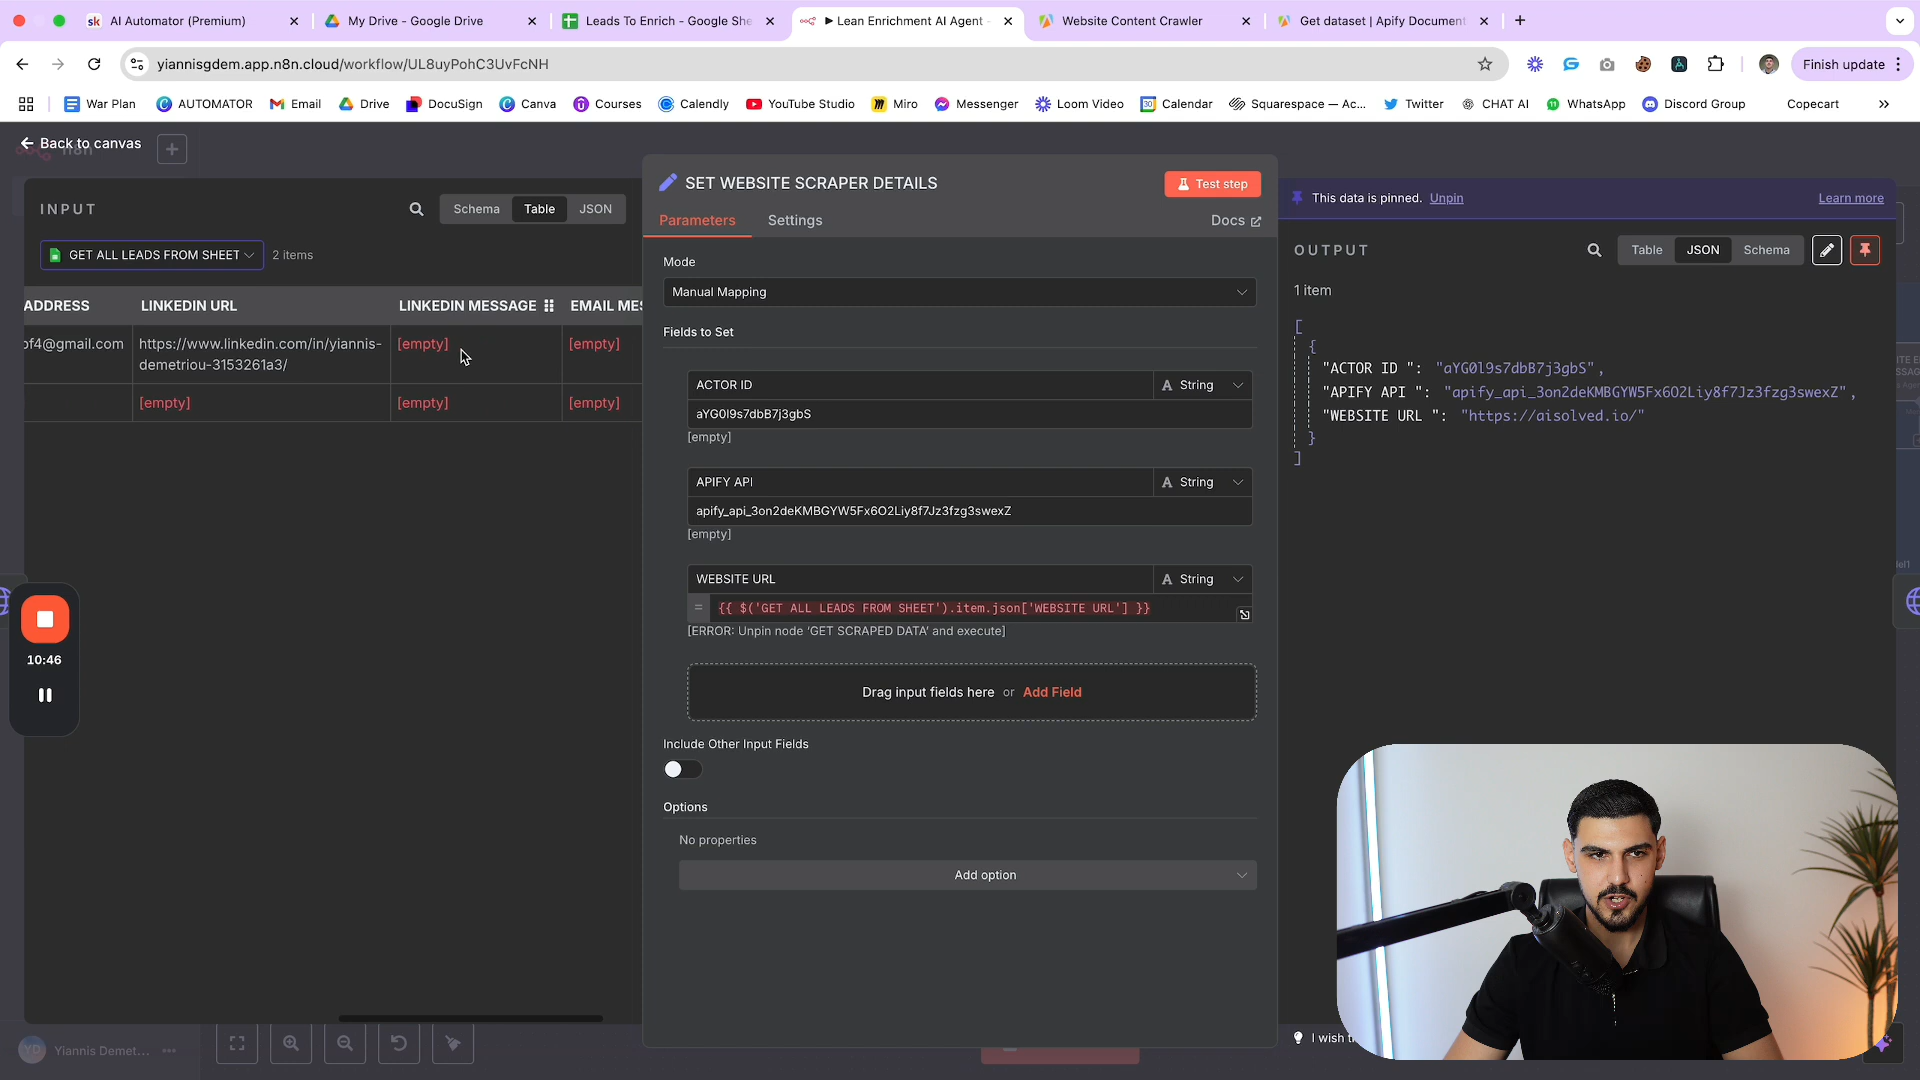 AI Automator (Premium)
My Drive - Google Drive
Leads To Enrich - Google She
Lean Enrichment AI Agent -
Website Content Crawler
Get dataset | Apify Document
yiannisgdem.app.n8n.cloud/workflow/UL8uyPohC3UvFcNH
Finish update
War Plan
AUTOMATOR
Email
Drive
DocuSign
Canva
Courses
Calendly
YouTube Studio
Miro
Messenger
Loom Video
Calendar
Squarespace — Ac...
Twitter
CHAT AI
WhatsApp
Discord Group
Copecart
Back to canvas
INPUT
Schema
Table
JSON
GET ALL LEADS FROM SHEET
2 items
ADDRESS
LINKEDIN URL
LINKEDIN MESSAGE
EMAIL MES
of4@gmail.com
https://www.linkedin.com/in/yiannis-
demetriou-3153261a3/
[empty]
[empty]
[empty]
[empty]
[empty]
10:46
SET WEBSITE SCRAPER DETAILS
Test step
Parameters
Settings
Docs
Mode
Manual Mapping
Fields to Set
ACTOR ID
String
aYG0l9s7dbB7j3gbS
[empty]
APIFY API
String
apify_api_3on2deKMBGYW5Fx6O2Liy8f7Jz3fzg3swexZ
[empty]
WEBSITE URL
String
= {{ $('GET ALL LEADS FROM SHEET').item.json['WEBSITE URL'] }}
[ERROR: Unpin node ‘GET SCRAPED DATA’ and execute]
Drag input fields here or Add Field
Include Other Input Fields
Options
No properties
Add option
This data is pinned. Unpin
Learn more
OUTPUT
Table
JSON
Schema
1 item
[
{
"ACTOR ID ": "aYG0l9s7dbB7j3gbS",
"APIFY API ": "apify_api_3on2deKMBGYW5Fx6O2Liy8f7Jz3fzg3swexZ",
"WEBSITE URL ": "https://aisolved.io/"
}
]
YD
Yiannis Demet...
I wish t